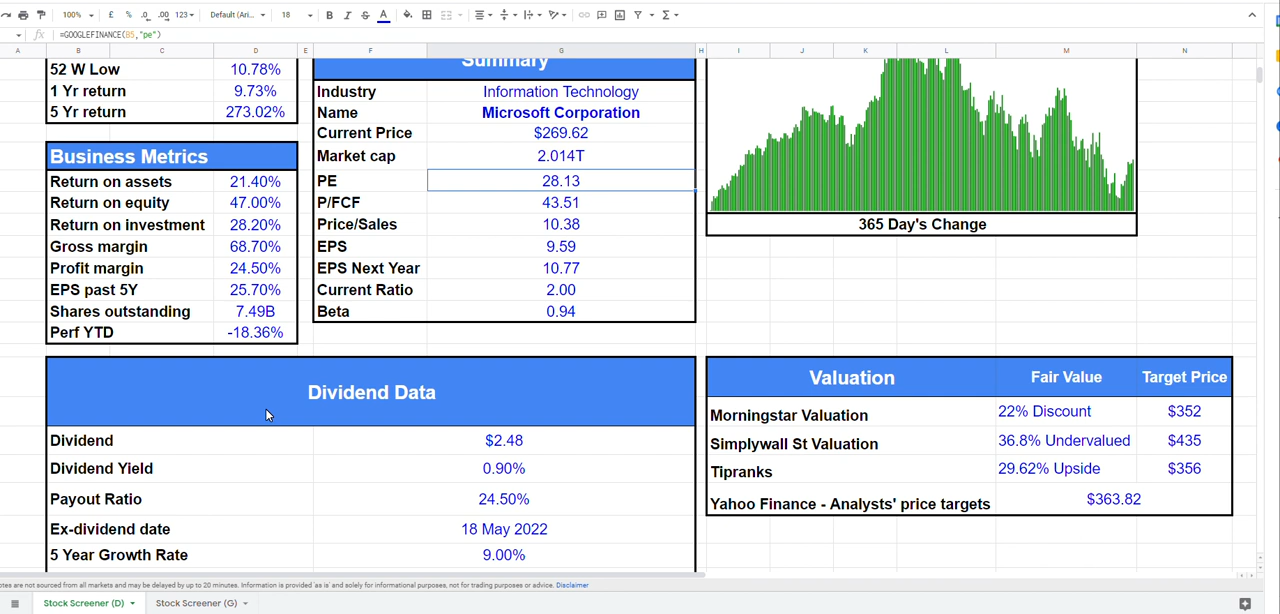 100% £ % .0 .00 123 Default (Ari... 18 B I S A
fx =GOOGLEFINANCE(B5,"pe")
A B C D E F G H I J K L M N
52 W Low 10.78%
1 Yr return 9.73%
5 Yr return 273.02%
Business Metrics
Return on assets 21.40%
Return on equity 47.00%
Return on investment 28.20%
Gross margin 68.70%
Profit margin 24.50%
EPS past 5Y 25.70%
Shares outstanding 7.49B
Perf YTD -18.36%
Summary
Industry Information Technology
Name Microsoft Corporation
Current Price $269.62
Market cap 2.014T
PE 28.13
P/FCF 43.51
Price/Sales 10.38
EPS 9.59
EPS Next Year 10.77
Current Ratio 2.00
Beta 0.94
365 Day's Change
Dividend Data
Dividend $2.48
Dividend Yield 0.90%
Payout Ratio 24.50%
Ex-dividend date 18 May 2022
5 Year Growth Rate 9.00%
Valuation Fair Value Target Price
Morningstar Valuation 22% Discount $352
Simplywall St Valuation 36.8% Undervalued $435
Tipranks 29.62% Upside $356
Yahoo Finance - Analysts' price targets $363.82
otes are not sourced from all markets and may be delayed by up to 20 minutes. Information is provided 'as is' and solely for informational purposes, not for trading purposes or advice. Disclaimer
Stock Screener (D) Stock Screener (G)